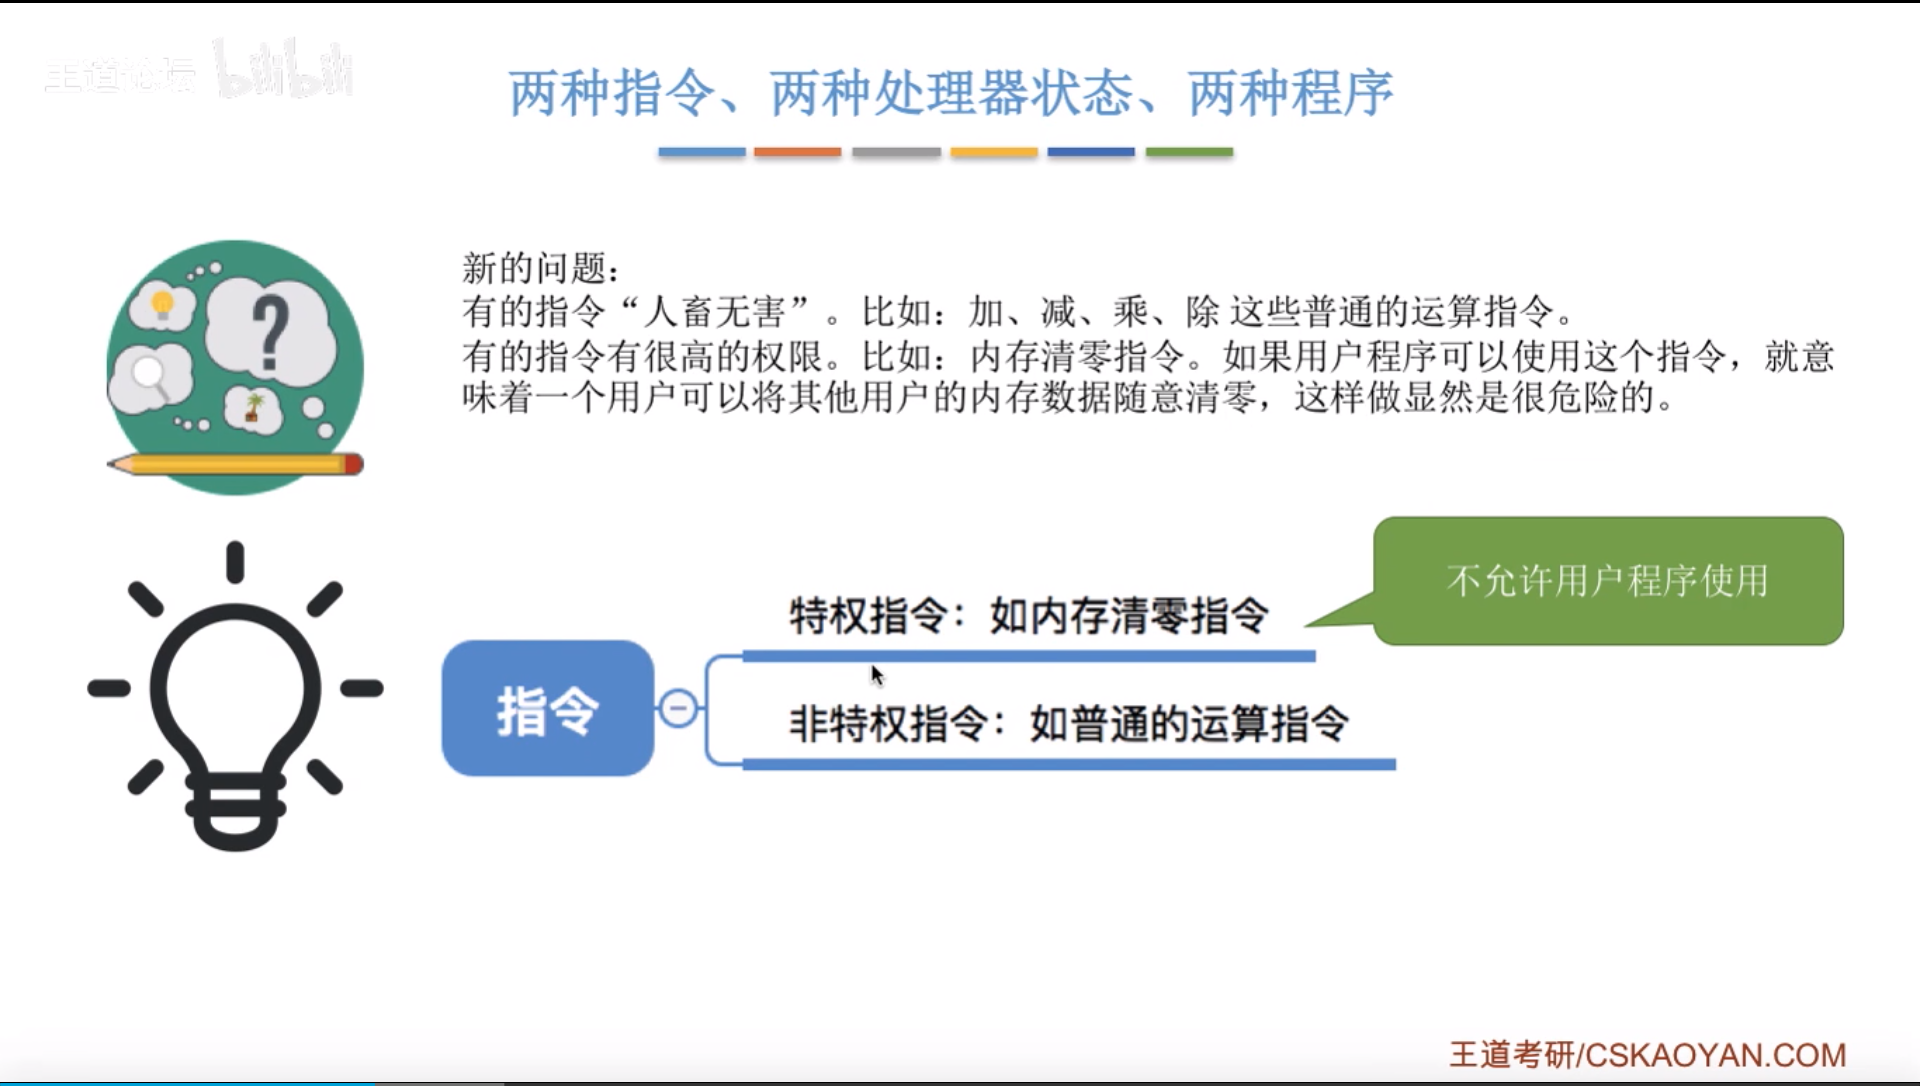 王道论坛 bilibili
两种指令、两种处理器状态、两种程序
新的问题：
有的指令“人畜无害”。比如：加、减、乘、除 这些普通的运算指令。
有的指令有很高的权限。比如：内存清零指令。如果用户程序可以使用这个指令，就意
味着一个用户可以将其他用户的内存数据随意清零，这样做显然是很危险的。
?
不允许用户程序使用
特权指令：如内存清零指令
指令
非特权指令：如普通的运算指令
王道考研/CSKAOYAN.COM